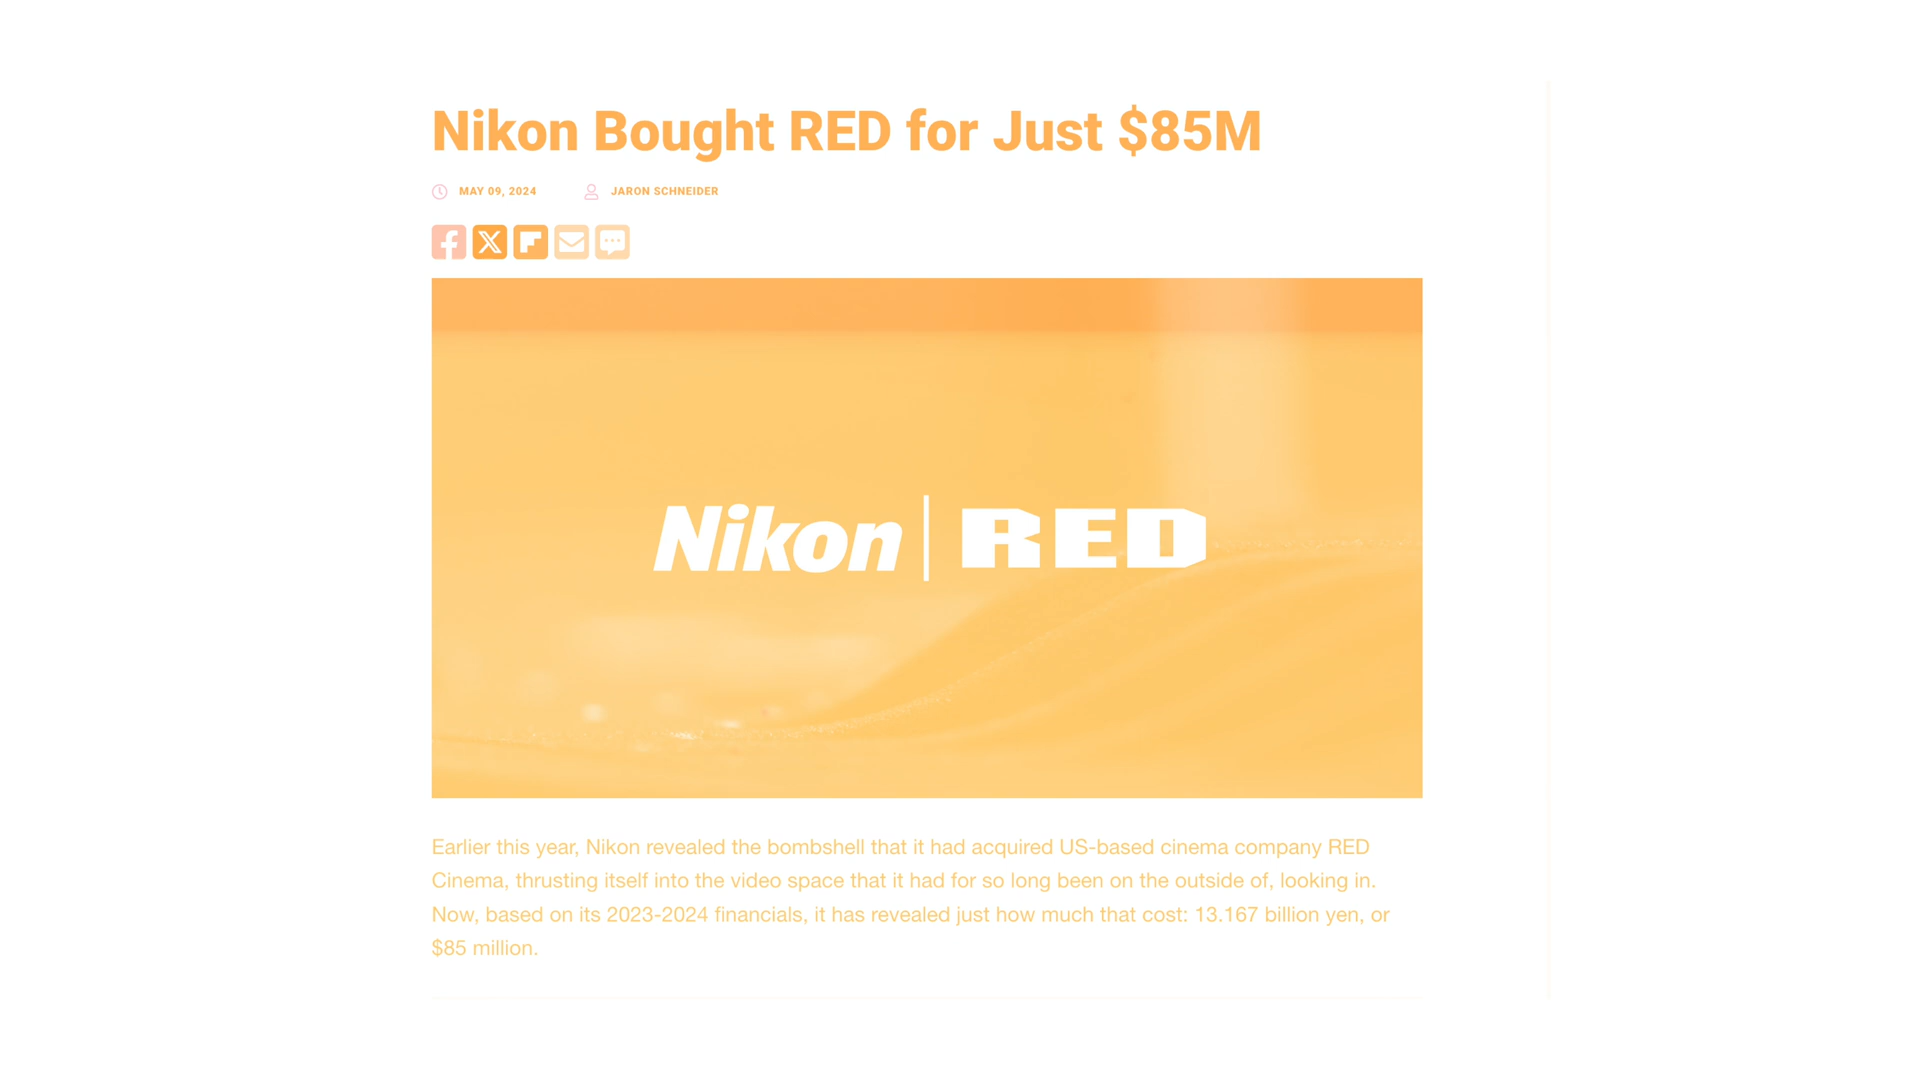 Nikon Bought RED for Just $85M
MAY 09, 2024 JARON SCHNEIDER
Nikon | RED
Earlier this year, Nikon revealed the bombshell that it had acquired US-based cinema company RED
Cinema, thrusting itself into the video space that it had for so long been on the outside of, looking in.
Now, based on its 2023-2024 financials, it has revealed just how much that cost: 13.167 billion yen, or
$85 million.